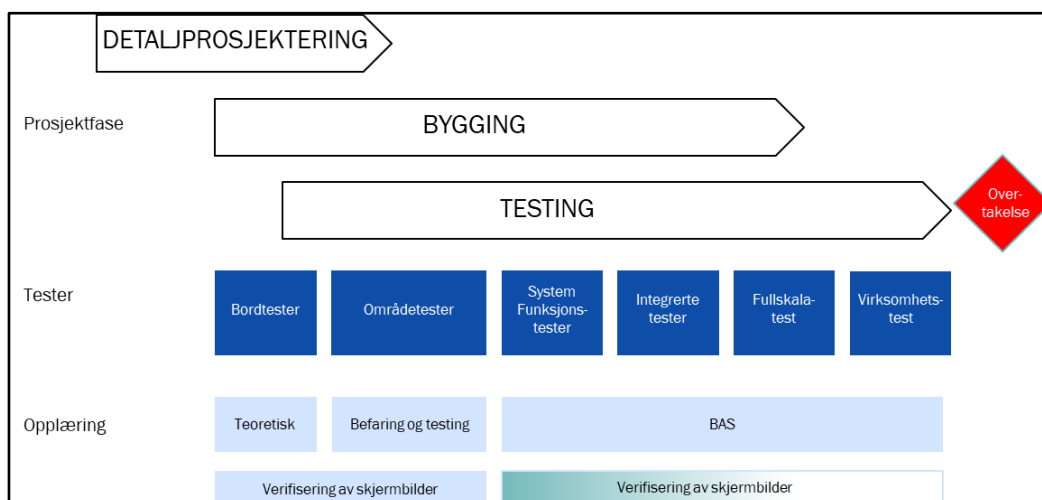 DETALJPROSJEKTERING
Prosjektfase
BYGGING
TESTING
Over-
takelse
Tester
Bordtester
Områdetester
System
Funksjons-
tester
Integrerte
tester
Fullskala-
test
Virksomhets-
test
Opplæring
Teoretisk
Befaring og testing
BAS
Verifisering av skjermbilder
Verifisering av skjermbilder